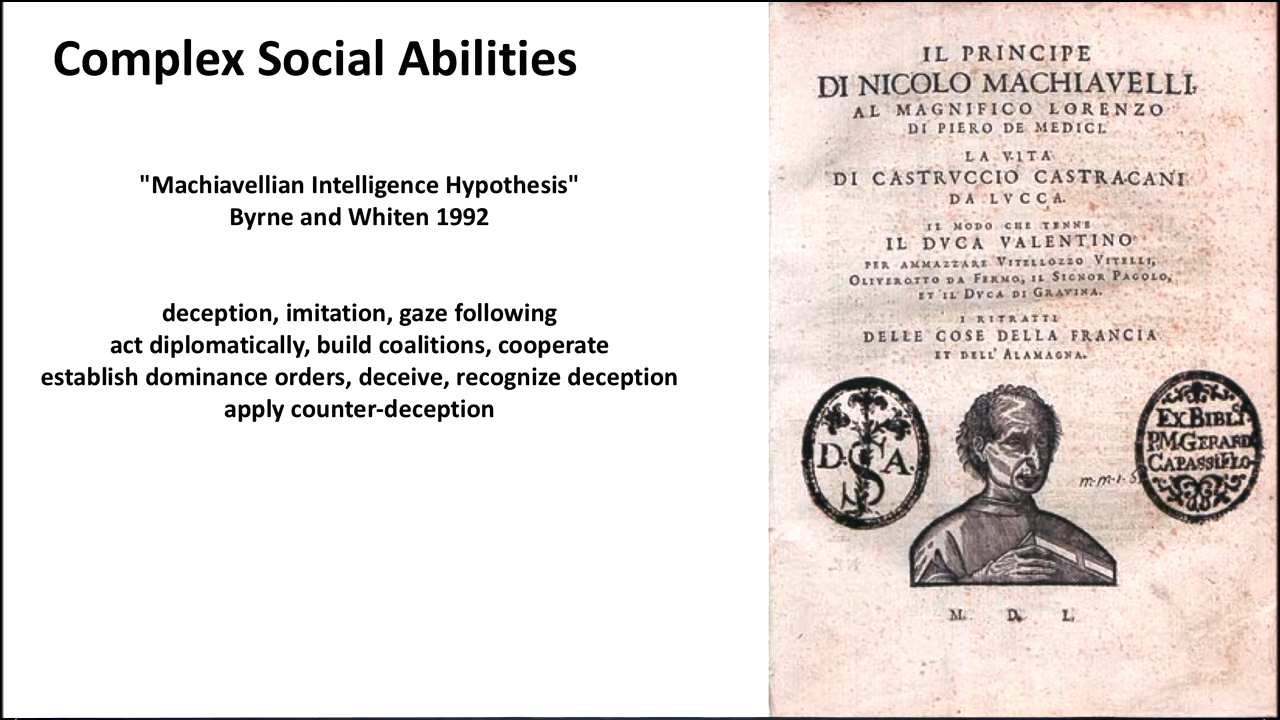 Complex Social Abilities
"Machiavellian Intelligence Hypothesis"
Byrne and Whiten 1992
deception, imitation, gaze following
act diplomatically, build coalitions, cooperate
establish dominance orders, deceive, recognize deception
apply counter-deception
IL PRINCIPE
DI NICOLO MACHIAVELLI,
AL MAGNIFICO LORENZO
DI PIERO DE MEDICI.
LA VITA
DI CASTRVCCIO CASTRACANI
DA LVCCA.
IL MODO CHE TENNE
IL DVCA VALENTINO
PER AMMAZZARE VITELLOZZO VITELLI,
OLIVEROTTO DA FERMO, IL SIGNOR PAGOLO,
ET IL DVCA DI GRAVINA.
I RITRATTI
DELLE COSE DELLA FRANCIA
ET DELL' ALAMAGNA.
D. S A.
EX BIBLI.
P.M. GERARD
M. D. L.